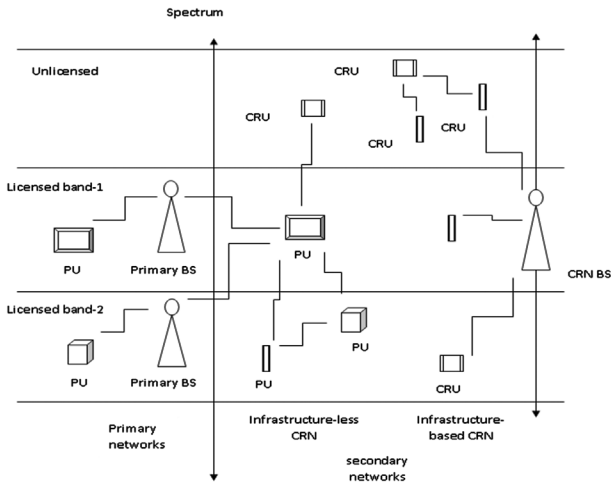 Spectrum
Unlicensed
CRU
CRU
CRU
CRU
Licensed band-1
PU
Primary BS
PU
CRN BS
Licensed band-2
PU
Primary BS
PU
PU
CRU
Primary
networks
Infrastructure-less
CRN
Infrastructure-
based CRN
secondary
networks